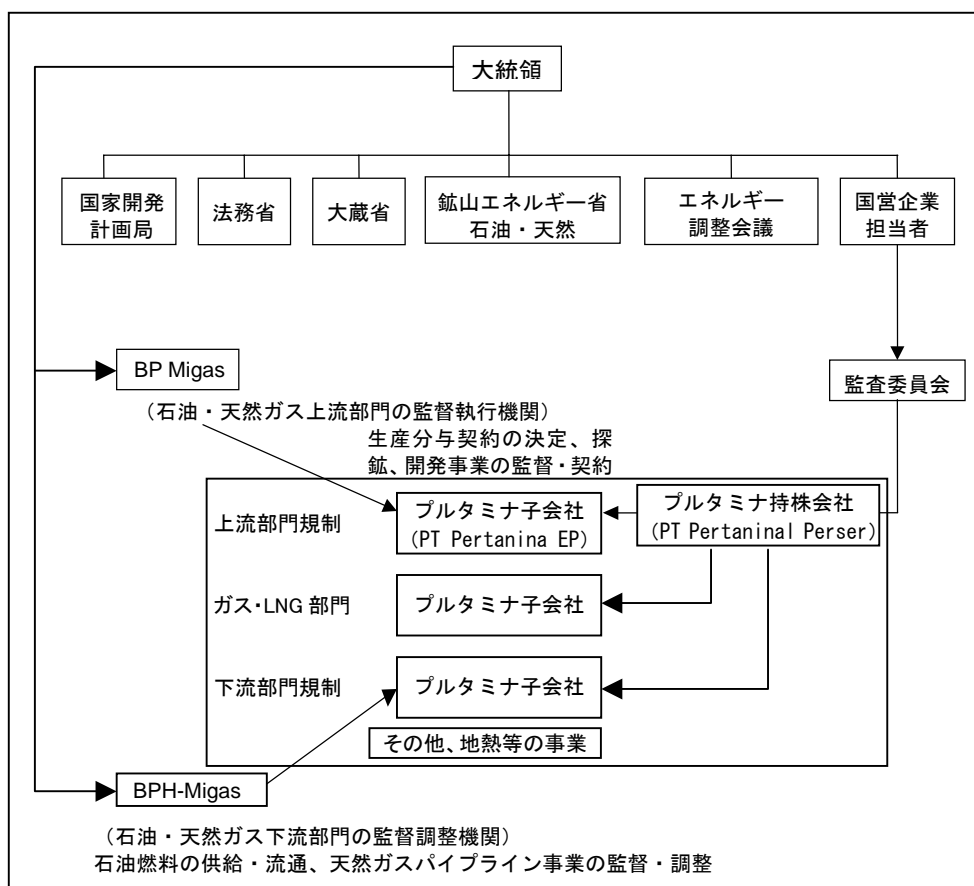 大統領
国家開発
計画局
法務省
大蔵省
鉱山エネルギー省
石油・天然
エネルギー
調整会議
国営企業
担当者
BP Migas
監査委員会
（石油・天然ガス上流部門の監督執行機関）
生産分与契約の決定、探
鉱、開発事業の監督・契約
上流部門規制
プルタミナ子会社
（PT Pertanina EP）
プルタミナ持株会社
（PT Pertaninal Perser）
ガス・LNG 部門
プルタミナ子会社
下流部門規制
プルタミナ子会社
その他、地熱等の事業
BPH-Migas
（石油・天然ガス下流部門の監督調整機関）
石油燃料の供給・流通、天然ガスパイプライン事業の監督・調整